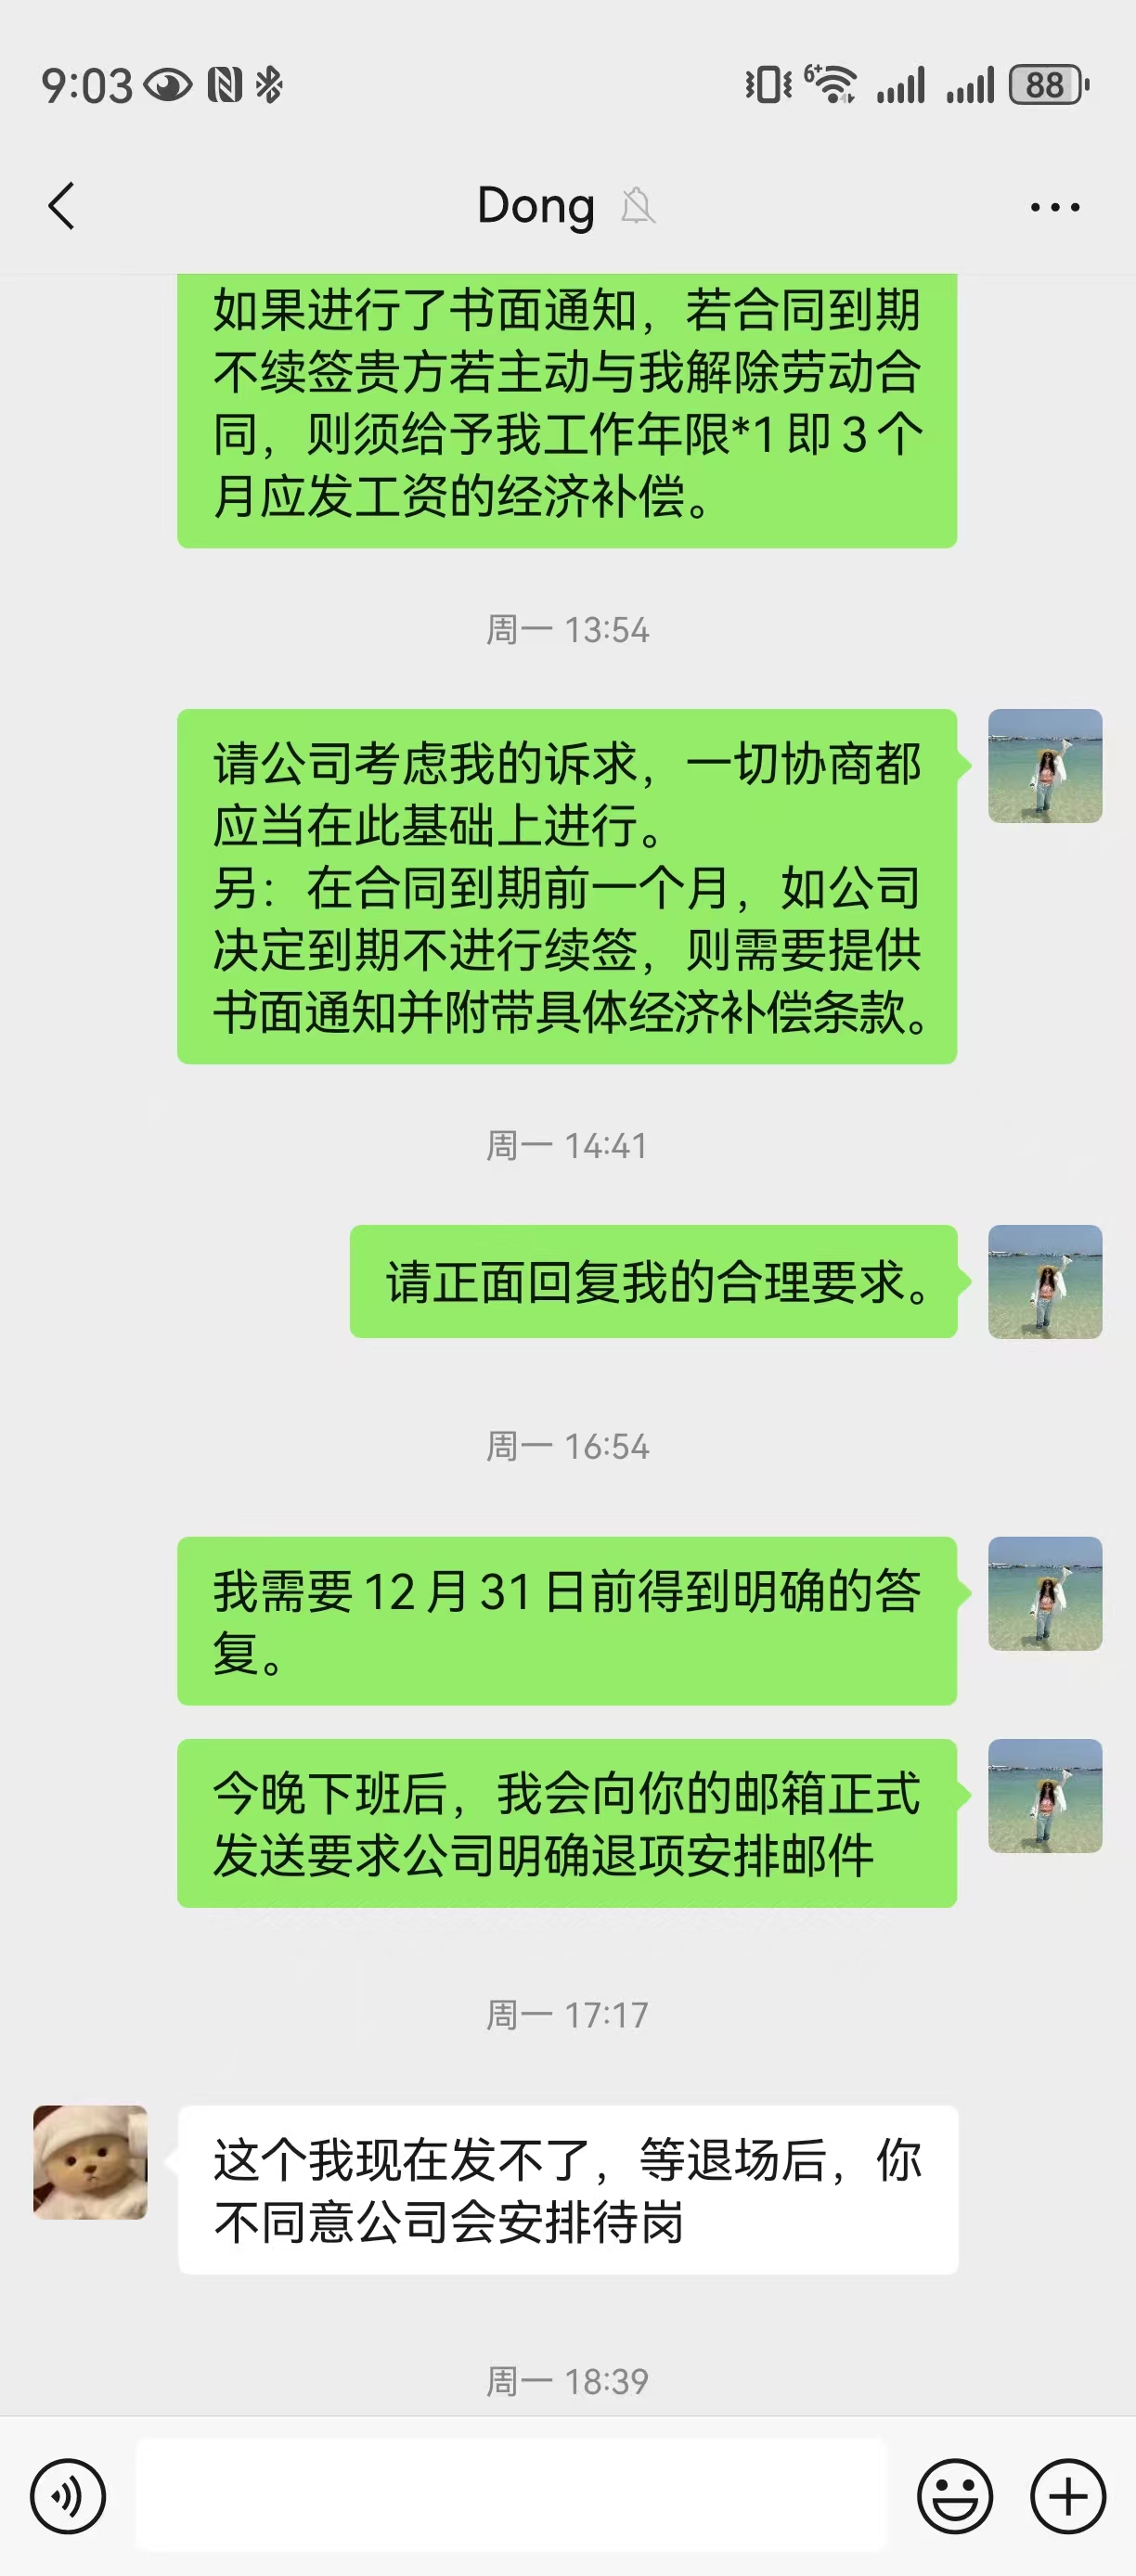 9:03
6+
88
Dong
如果进行了书面通知，若合同到期
不续签贵方若主动与我解除劳动合
同，则须给予我工作年限*1即3个
月应发工资的经济补偿。
周一 13:54
请公司考虑我的诉求，一切协商都
应当在此基础上进行。
另：在合同到期前一个月，如公司
决定到期不进行续签，则需要提供
书面通知并附带具体经济补偿条款。
周一 14:41
请正面回复我的合理要求。
周一 16:54
我需要12月31日前得到明确的答
复。
今晚下班后，我会向你的邮箱正式
发送要求公司明确退项安排邮件
周一 17:17
这个我现在发不了，等退场后，你
不同意公司会安排待岗
周一 18:39